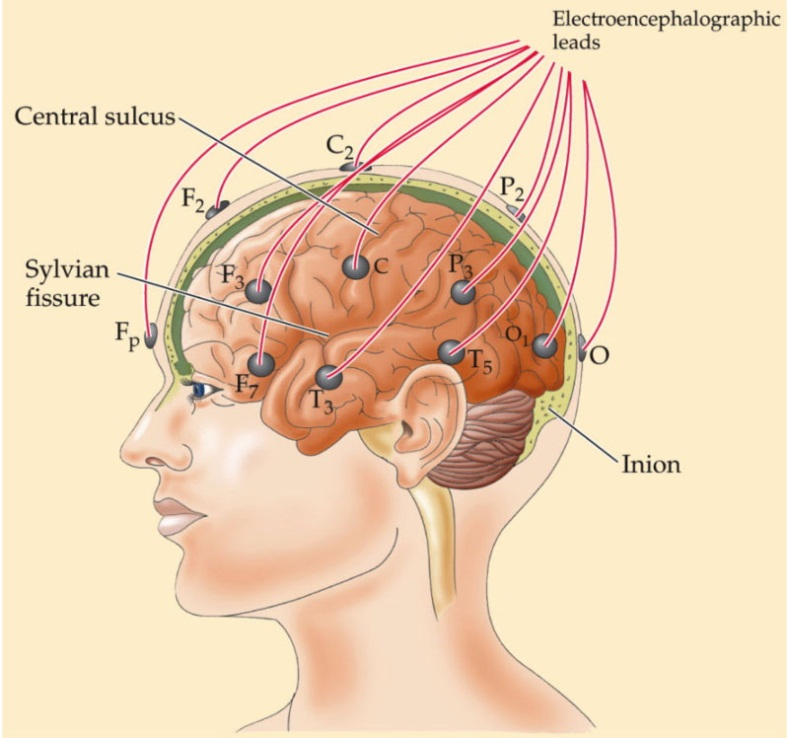 Electroencephalographic
leads
Central sulcus
C₂
F₂
P₂
Sylvian
fissure
F₃
C
P₃
Fₚ
O₁
O
F₇
T₃
T₅
Inion